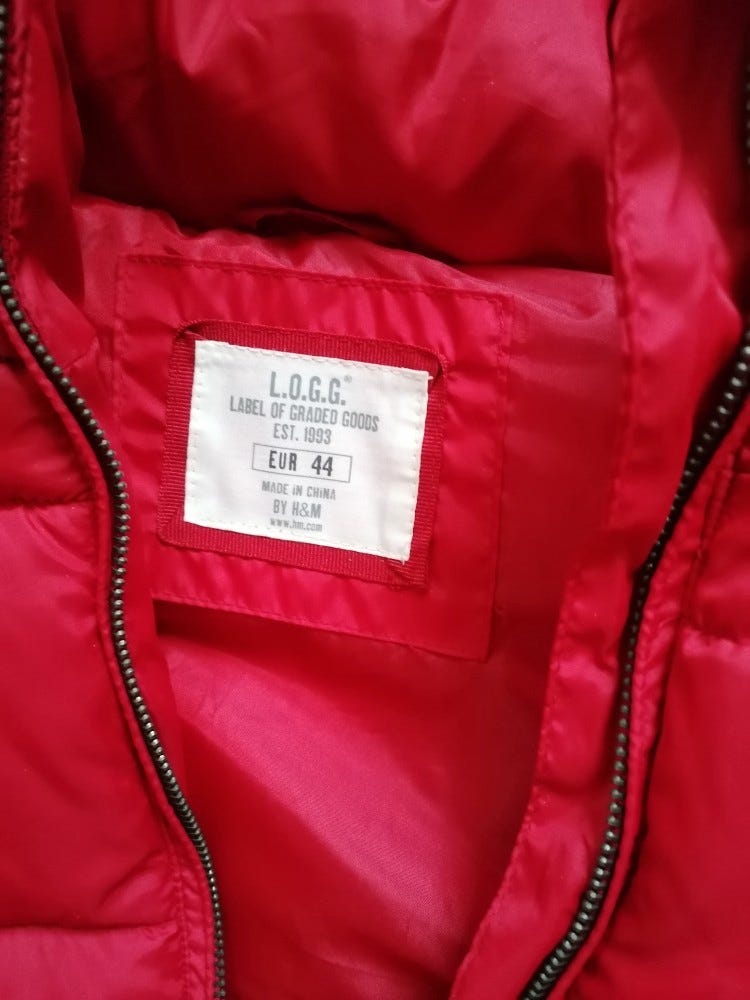 L.O.G.G.®
LABEL OF GRADED GOODS
EST. 1993
EUR 44
MADE IN CHINA
BY H&M
www.hm.com